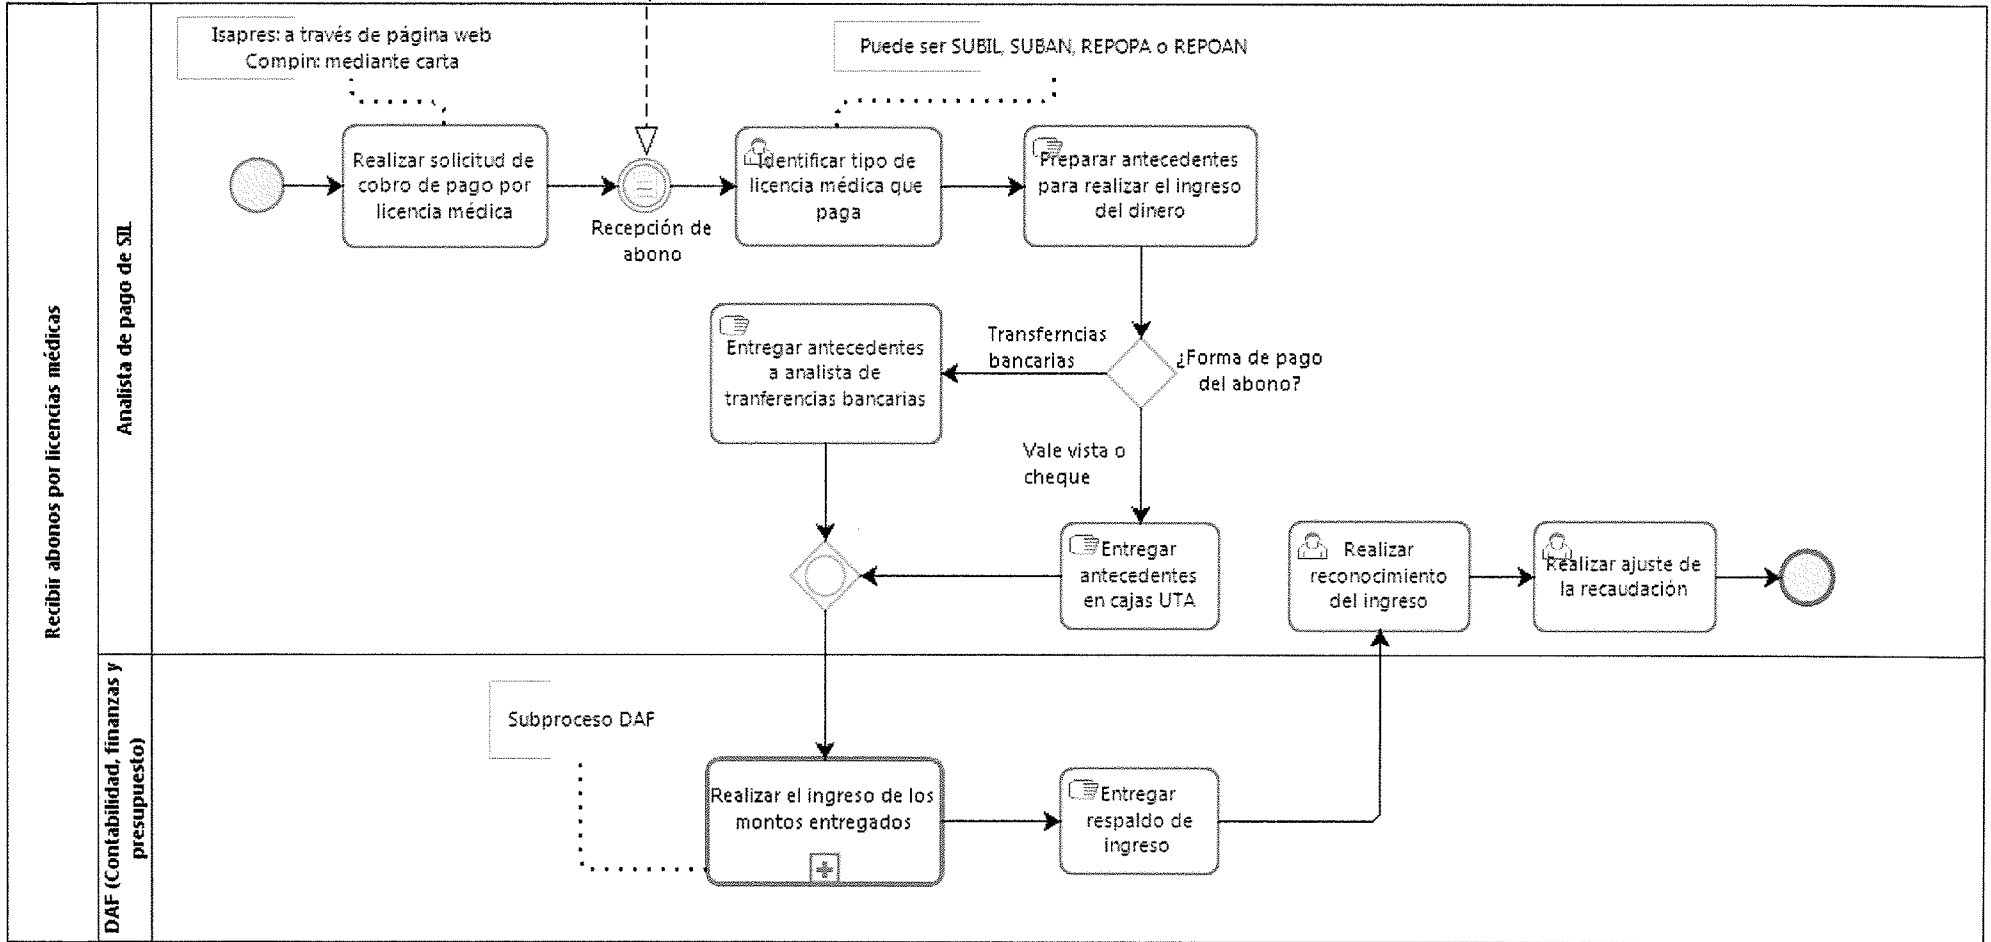 Recibir abonos por licencias médicas
Analista de pago de SIL
Isapres: a través de página web
Compin: mediante carta
Puede ser SUBIL, SUBAN, REPOPA o REPOAN
Realizar solicitud de
cobro de pago por
licencia médica
Recepción de
abono
Identificar tipo de
licencia médica que
paga
Preparar antecedentes
para realizar el ingreso
del dinero
¿Forma de pago
del abono?
Transferncias
bancarias
Entregar antecedentes
a analista de
tranferencias bancarias
Vale vista o
cheque
Entregar
antecedentes
en cajas UTA
Realizar
reconocimiento
del ingreso
Realizar ajuste de
la recaudación
DAF (Contabilidad, finanzas y
presupuesto)
Subproceso DAF
Realizar el ingreso de los
montos entregados
Entregar
respaldo de
ingreso